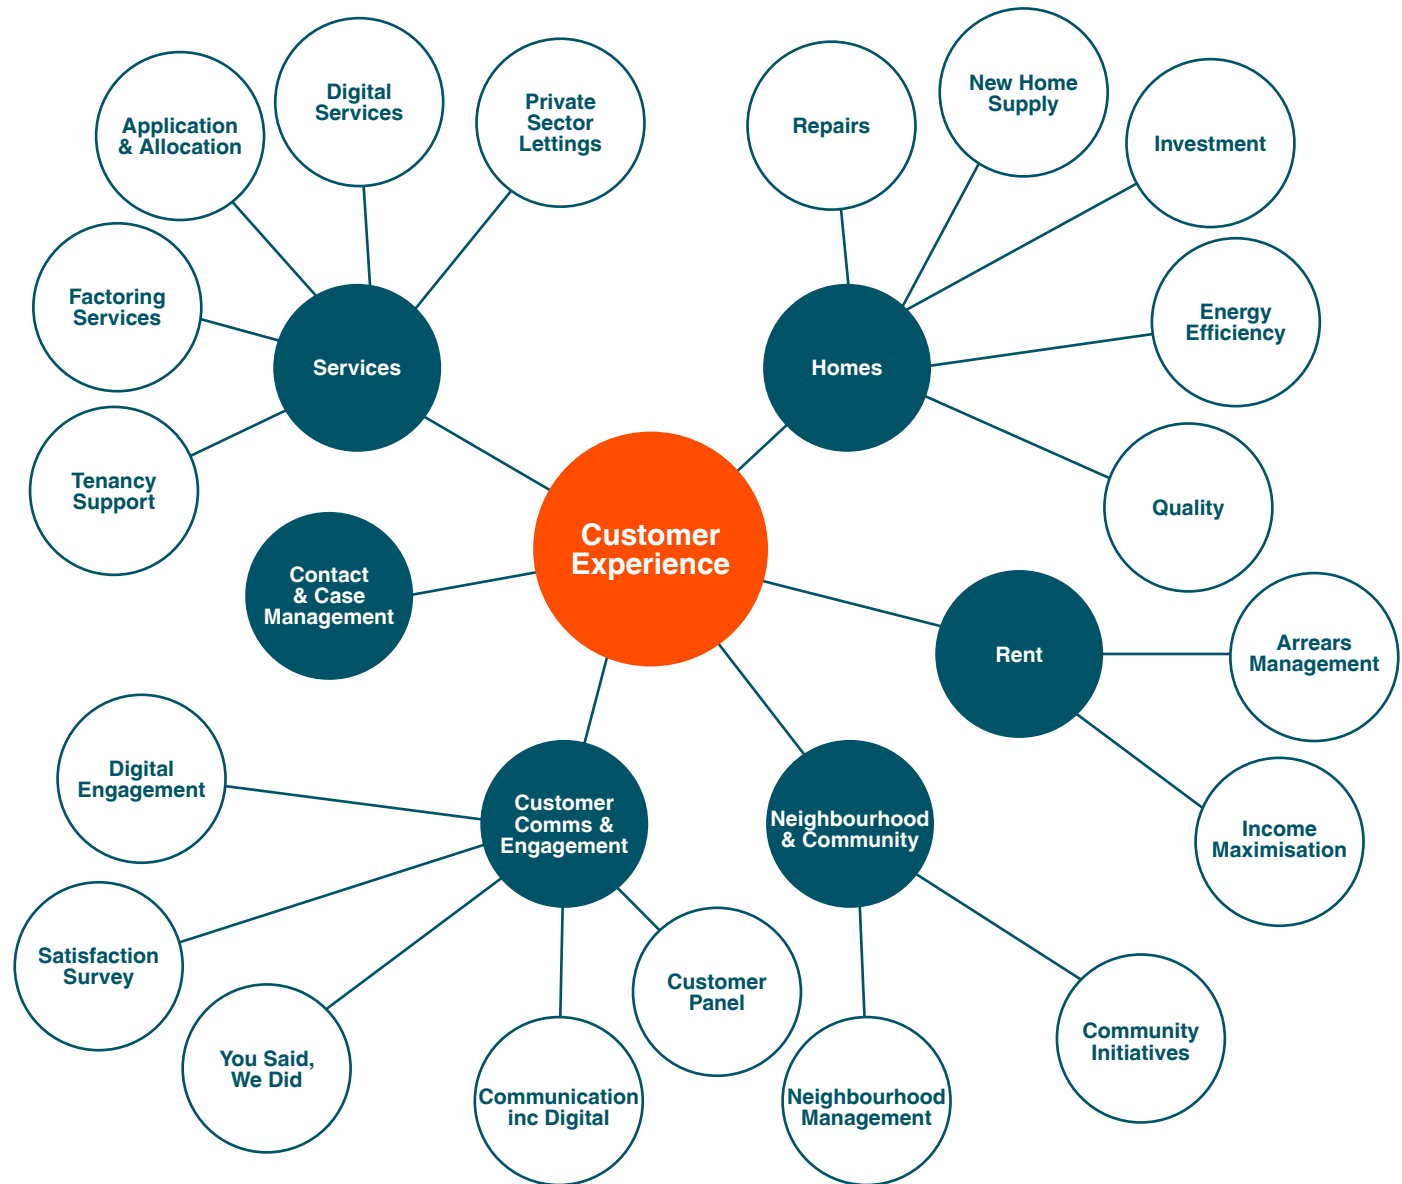 Digital
Services
Private
Sector
Lettings
Application
& Allocation
Factoring
Services
Tenancy
Support
Services
Repairs
New Home
Supply
Investment
Energy
Efficiency
Quality
Homes
Customer
Experience
Contact
& Case
Management
Rent
Arrears
Management
Income
Maximisation
Digital
Engagement
Satisfaction
Survey
You Said,
We Did
Customer
Comms &
Engagement
Communication
inc Digital
Customer
Panel
Neighbourhood
& Community
Neighbourhood
Management
Community
Initiatives